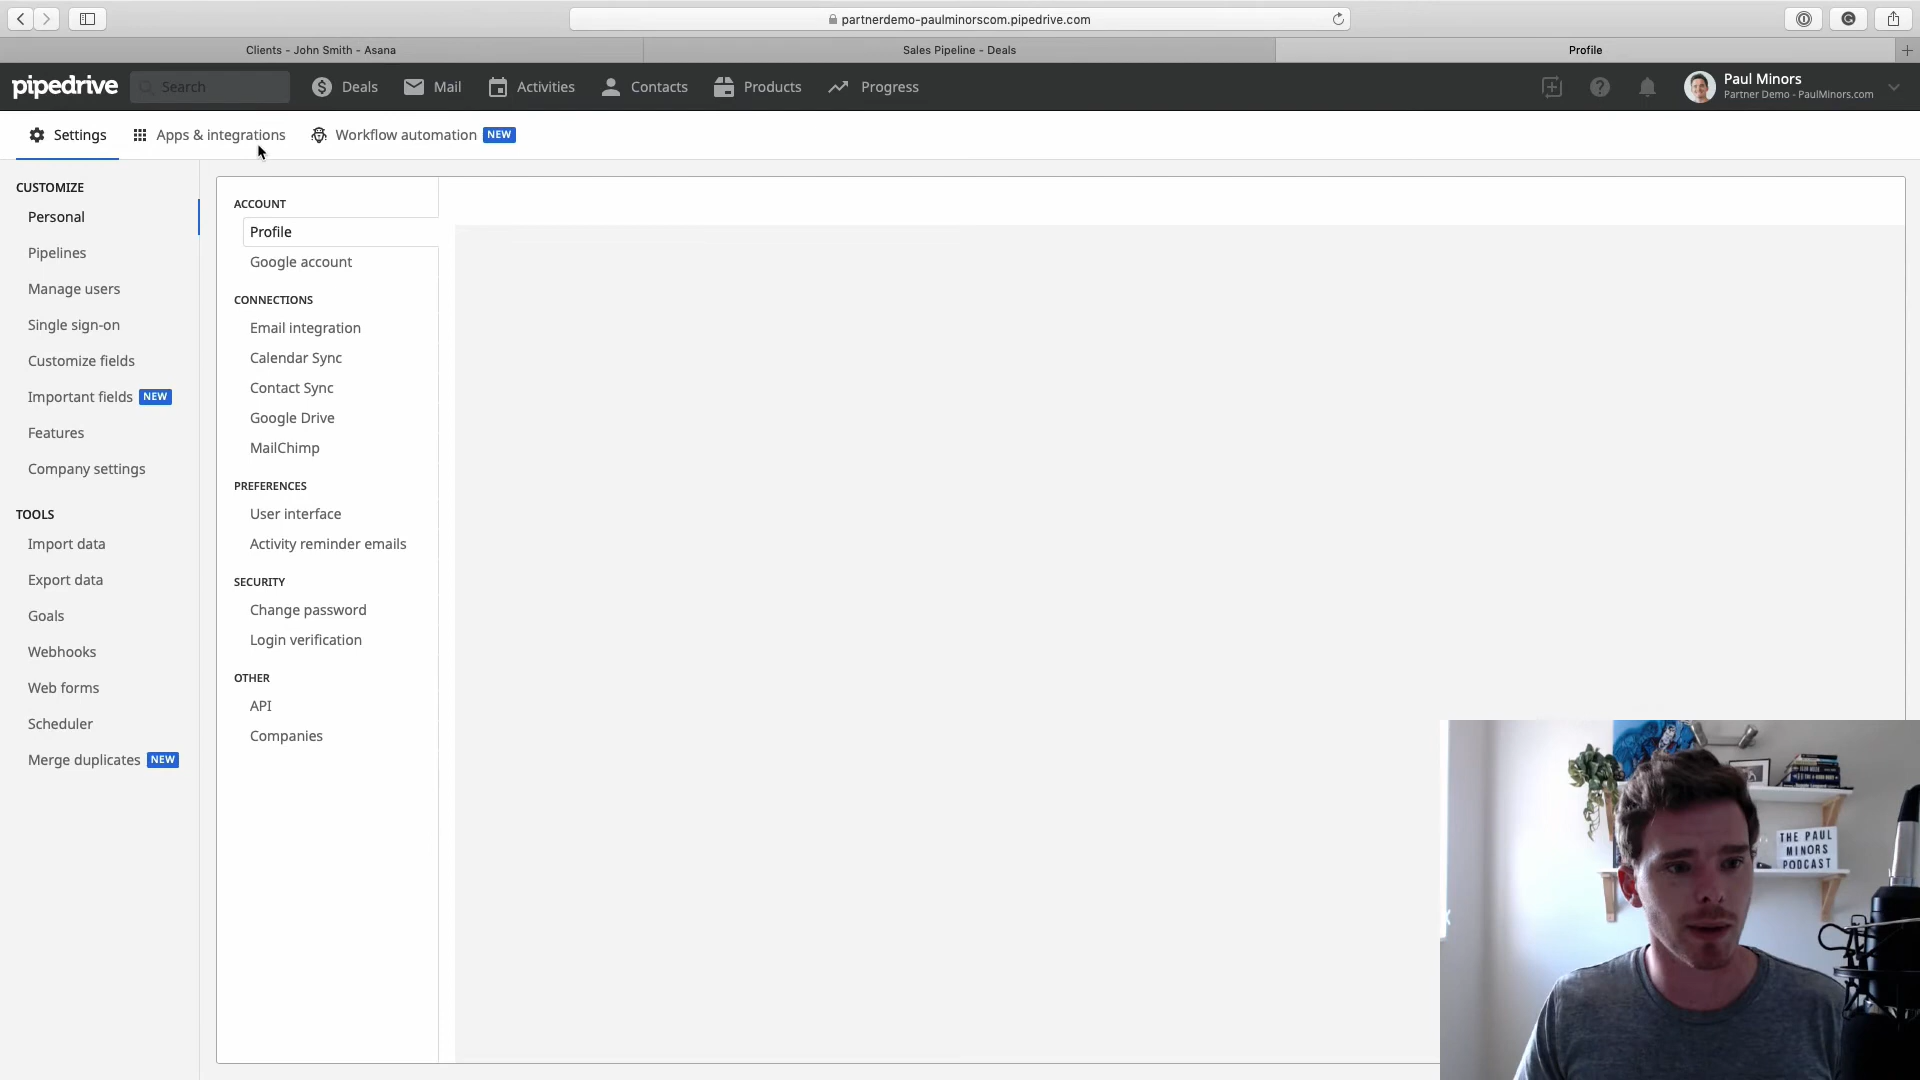 partnerdemo-paulminorscom.pipedrive.com
Clients - John Smith - Asana
Sales Pipeline - Deals
Profile
pipedrive
Search
Deals
Mail
Activities
Contacts
Products
Progress
Paul Minors
Partner Demo - PaulMinors.com
Settings
Apps & integrations
Workflow automation NEW
CUSTOMIZE
Personal
Pipelines
Manage users
Single sign-on
Customize fields
Important fields NEW
Features
Company settings
TOOLS
Import data
Export data
Goals
Webhooks
Web forms
Scheduler
Merge duplicates NEW
ACCOUNT
Profile
Google account
CONNECTIONS
Email integration
Calendar Sync
Contact Sync
Google Drive
MailChimp
PREFERENCES
User interface
Activity reminder emails
SECURITY
Change password
Login verification
OTHER
API
Companies
THE PAUL
MINORS
PODCAST